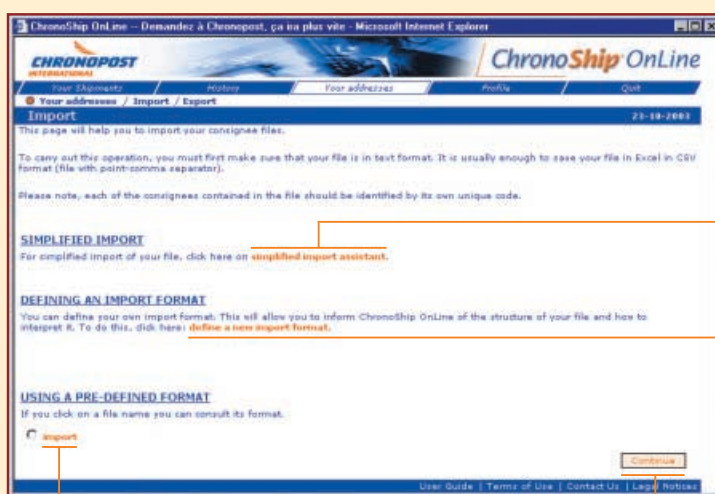 ChronoShip OnLine -- Demandez à Chronopost, ça ira plus vite - Microsoft Internet Explorer
CHRONOPOST
INTERNATIONAL
ChronoShip OnLine
Your Shipments / History / Your addresses / Profile / Quit
Your addresses / Import / Export
Import 23-10-2003
This page will help you to import your consignee files.
To carry out this operation, you must first make sure that your file is in text format. It is usually enough to save your file in Excel in CSV
format (file with point-comma separator).
Please note, each of the consignees contained in the file should be identified by its own unique code.
SIMPLIFIED IMPORT
For simplified import of your file, click here on simplified import assistant.
DEFINING AN IMPORT FORMAT
You can define your own import format. This will allow you to inform ChronoShip OnLine of the structure of your file and how to
interpret it. To do this, click here: define a new import format.
USING A PRE-DEFINED FORMAT
If you click on a file name you can consult its format.
import
Continue
User Guide | Terms of Use | Contact Us | Legal Notices